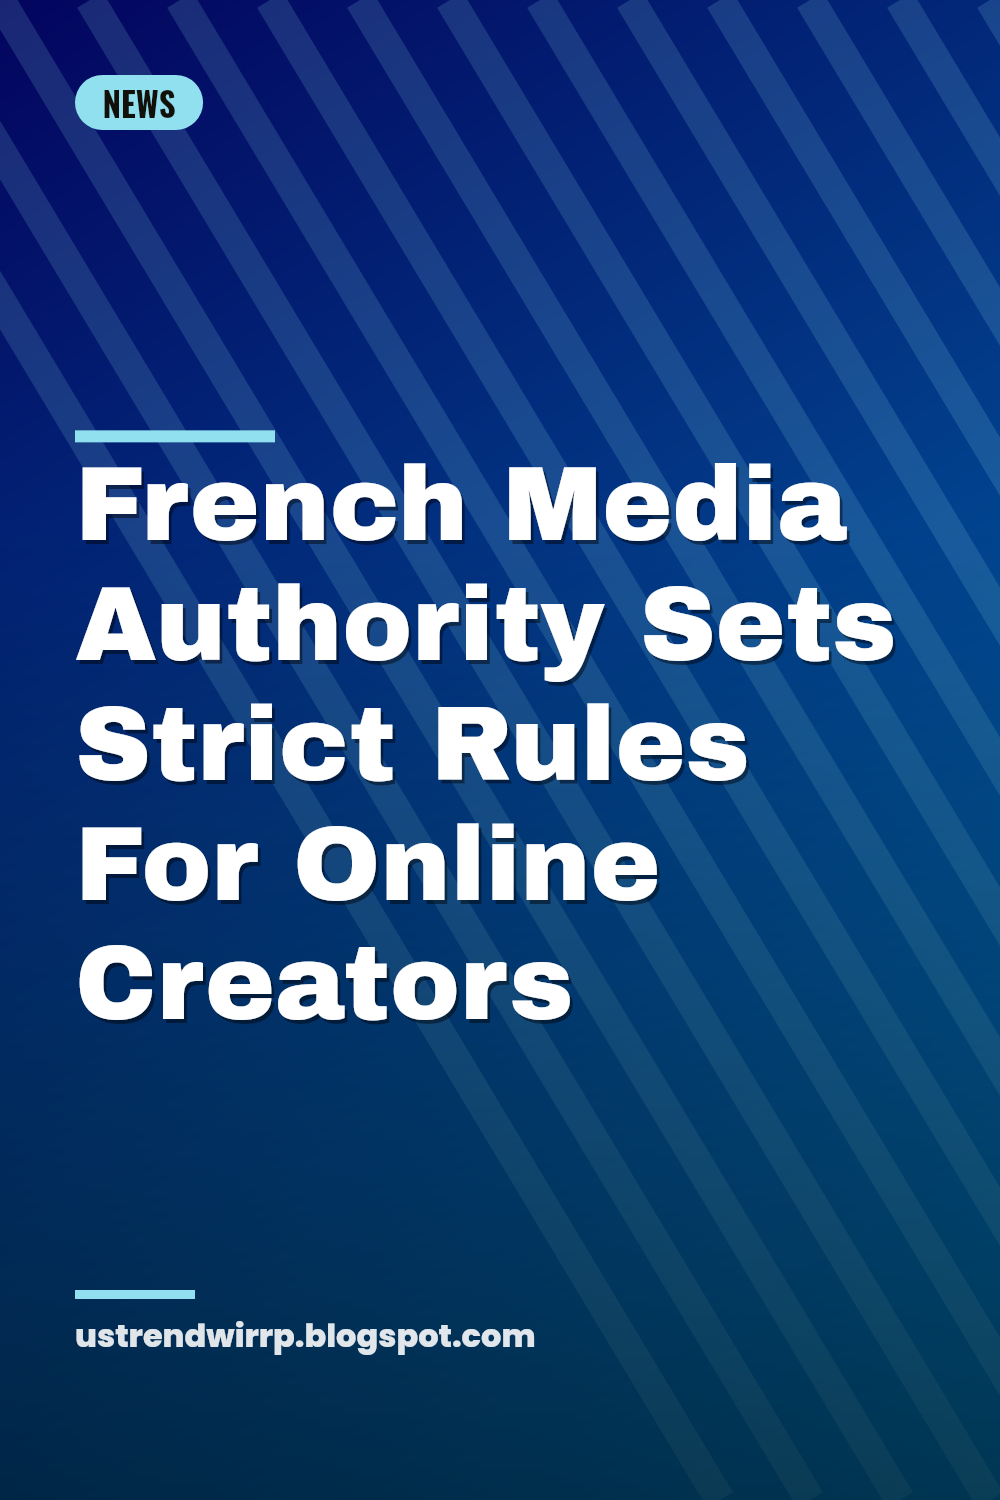 NEWS
French Media
Authority Sets
Strict Rules
For Online
Creators
ustrendwirrp.blogspot.com